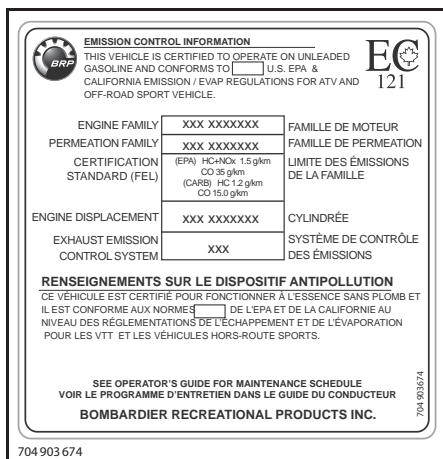 BRP
EMISSION CONTROL INFORMATION
THIS VEHICLE IS CERTIFIED TO OPERATE ON UNLEADED
GASOLINE AND CONFORMS TO U.S. EPA &
CALIFORNIA EMISSION / EVAP REGULATIONS FOR ATV AND
OFF-ROAD SPORT VEHICLE.
EC
121
ENGINE FAMILY XXX XXXXXXX FAMILLE DE MOTEUR
PERMEATION FAMILY XXX XXXXXXX FAMILLE DE PERMEATION
CERTIFICATION (EPA) HC+NOx 1.5 g/km LIMITE DES ÉMISSIONS
STANDARD (FEL) CO 35 g/km DE LA FAMILLE
(CARB) HC 1.2 g/km
CO 15.0 g/km
ENGINE DISPLACEMENT XXX XXXXXXX CYLINDRÉE
EXHAUST EMISSION XXX SYSTÈME DE CONTRÔLE
CONTROL SYSTEM DES ÉMISSIONS
RENSEIGNEMENTS SUR LE DISPOSITIF ANTIPOLLUTION
CE VÉHICULE EST CERTIFIÉ POUR FONCTIONNER À L'ESSENCE SANS PLOMB ET
IL EST CONFORME AUX NORMES DE L'EPA ET DE LA CALIFORNIE AU
NIVEAU DES RÉGLEMENTATIONS DE L'ÉCHAPPEMENT ET DE L'ÉVAPORATION
POUR LES VTT ET LES VÉHICULES HORS-ROUTE SPORTS.
SEE OPERATOR'S GUIDE FOR MAINTENANCE SCHEDULE
VOIR LE PROGRAMME D'ENTRETIEN DANS LE GUIDE DU CONDUCTEUR
BOMBARDIER RECREATIONAL PRODUCTS INC.
704 903674
704 903 674